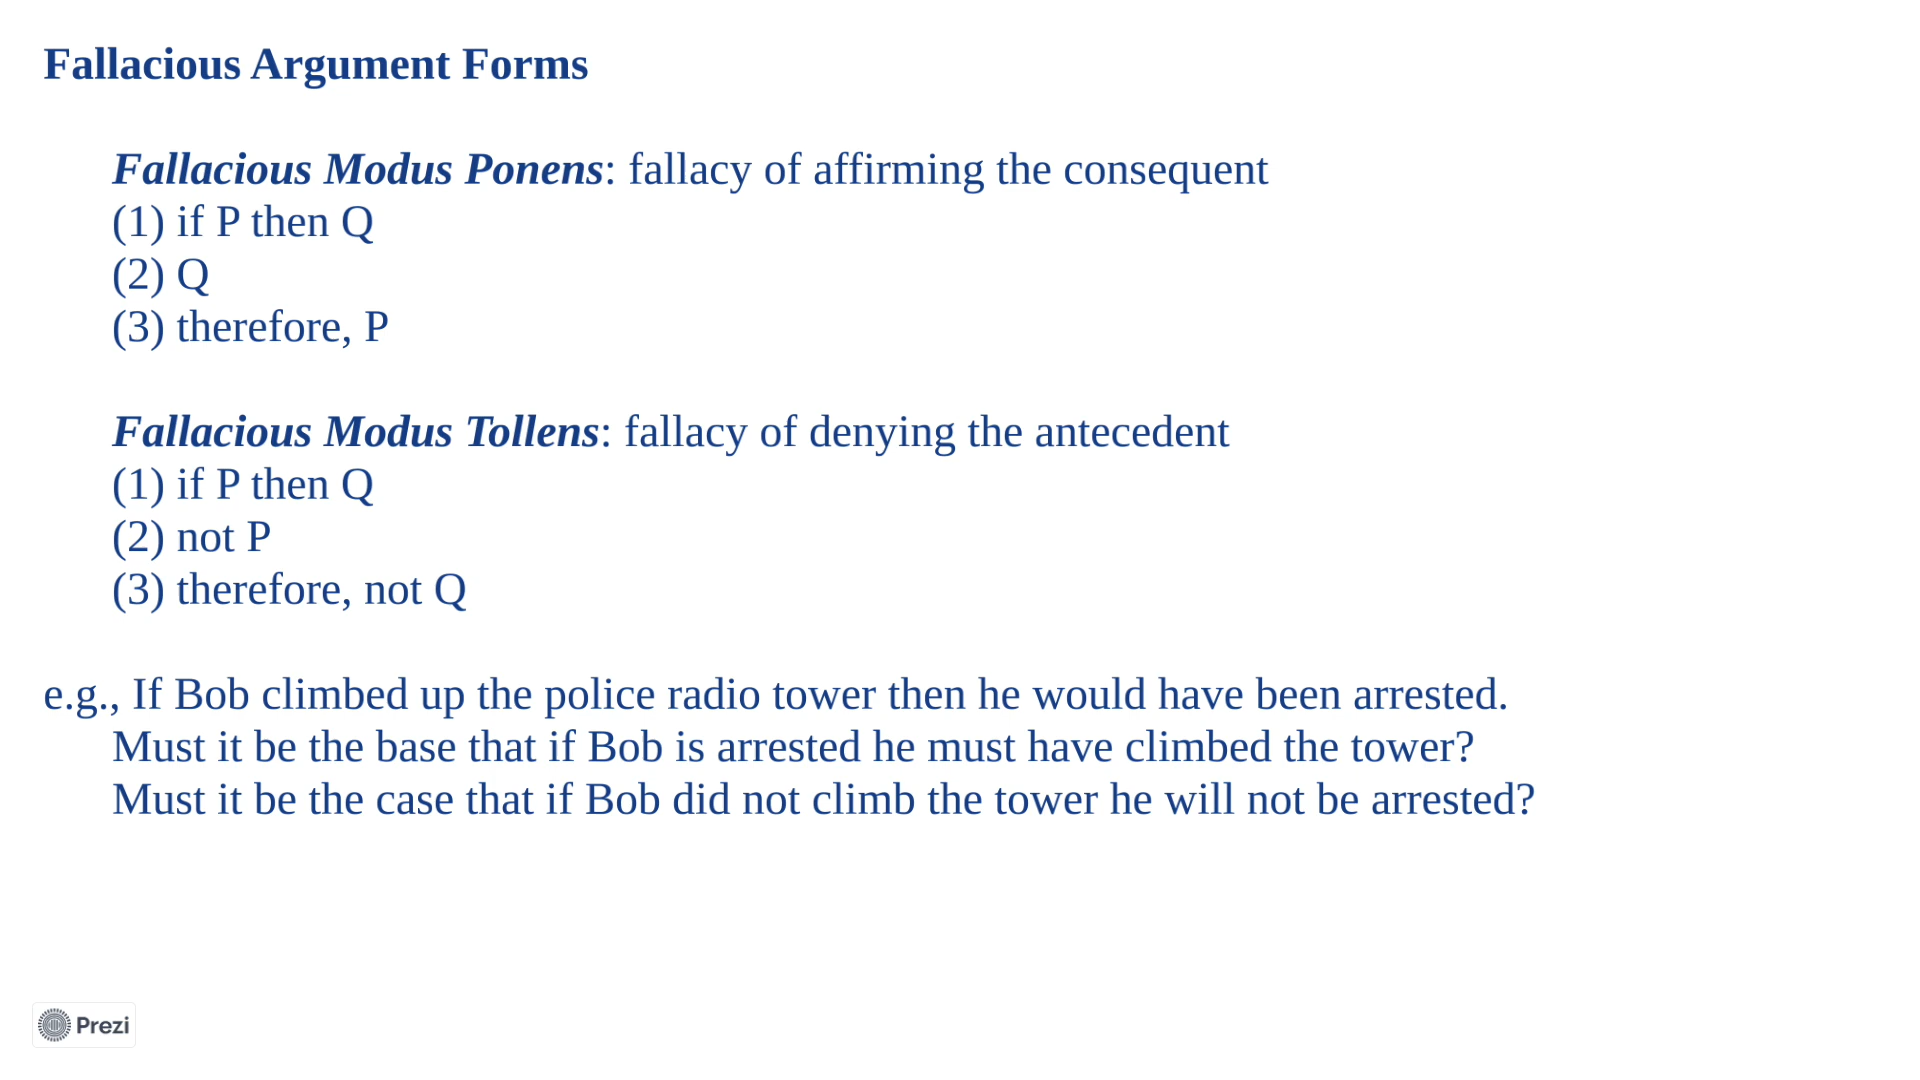 Fallacious Argument Forms
Fallacious Modus Ponens: fallacy of affirming the consequent
(1) if P then Q
(2) Q
(3) therefore, P
Fallacious Modus Tollens: fallacy of denying the antecedent
(1) if P then Q
(2) not P
(3) therefore, not Q
e.g., If Bob climbed up the police radio tower then he would have been arrested.
Must it be the base that if Bob is arrested he must have climbed the tower?
Must it be the case that if Bob did not climb the tower he will not be arrested?
Prezi